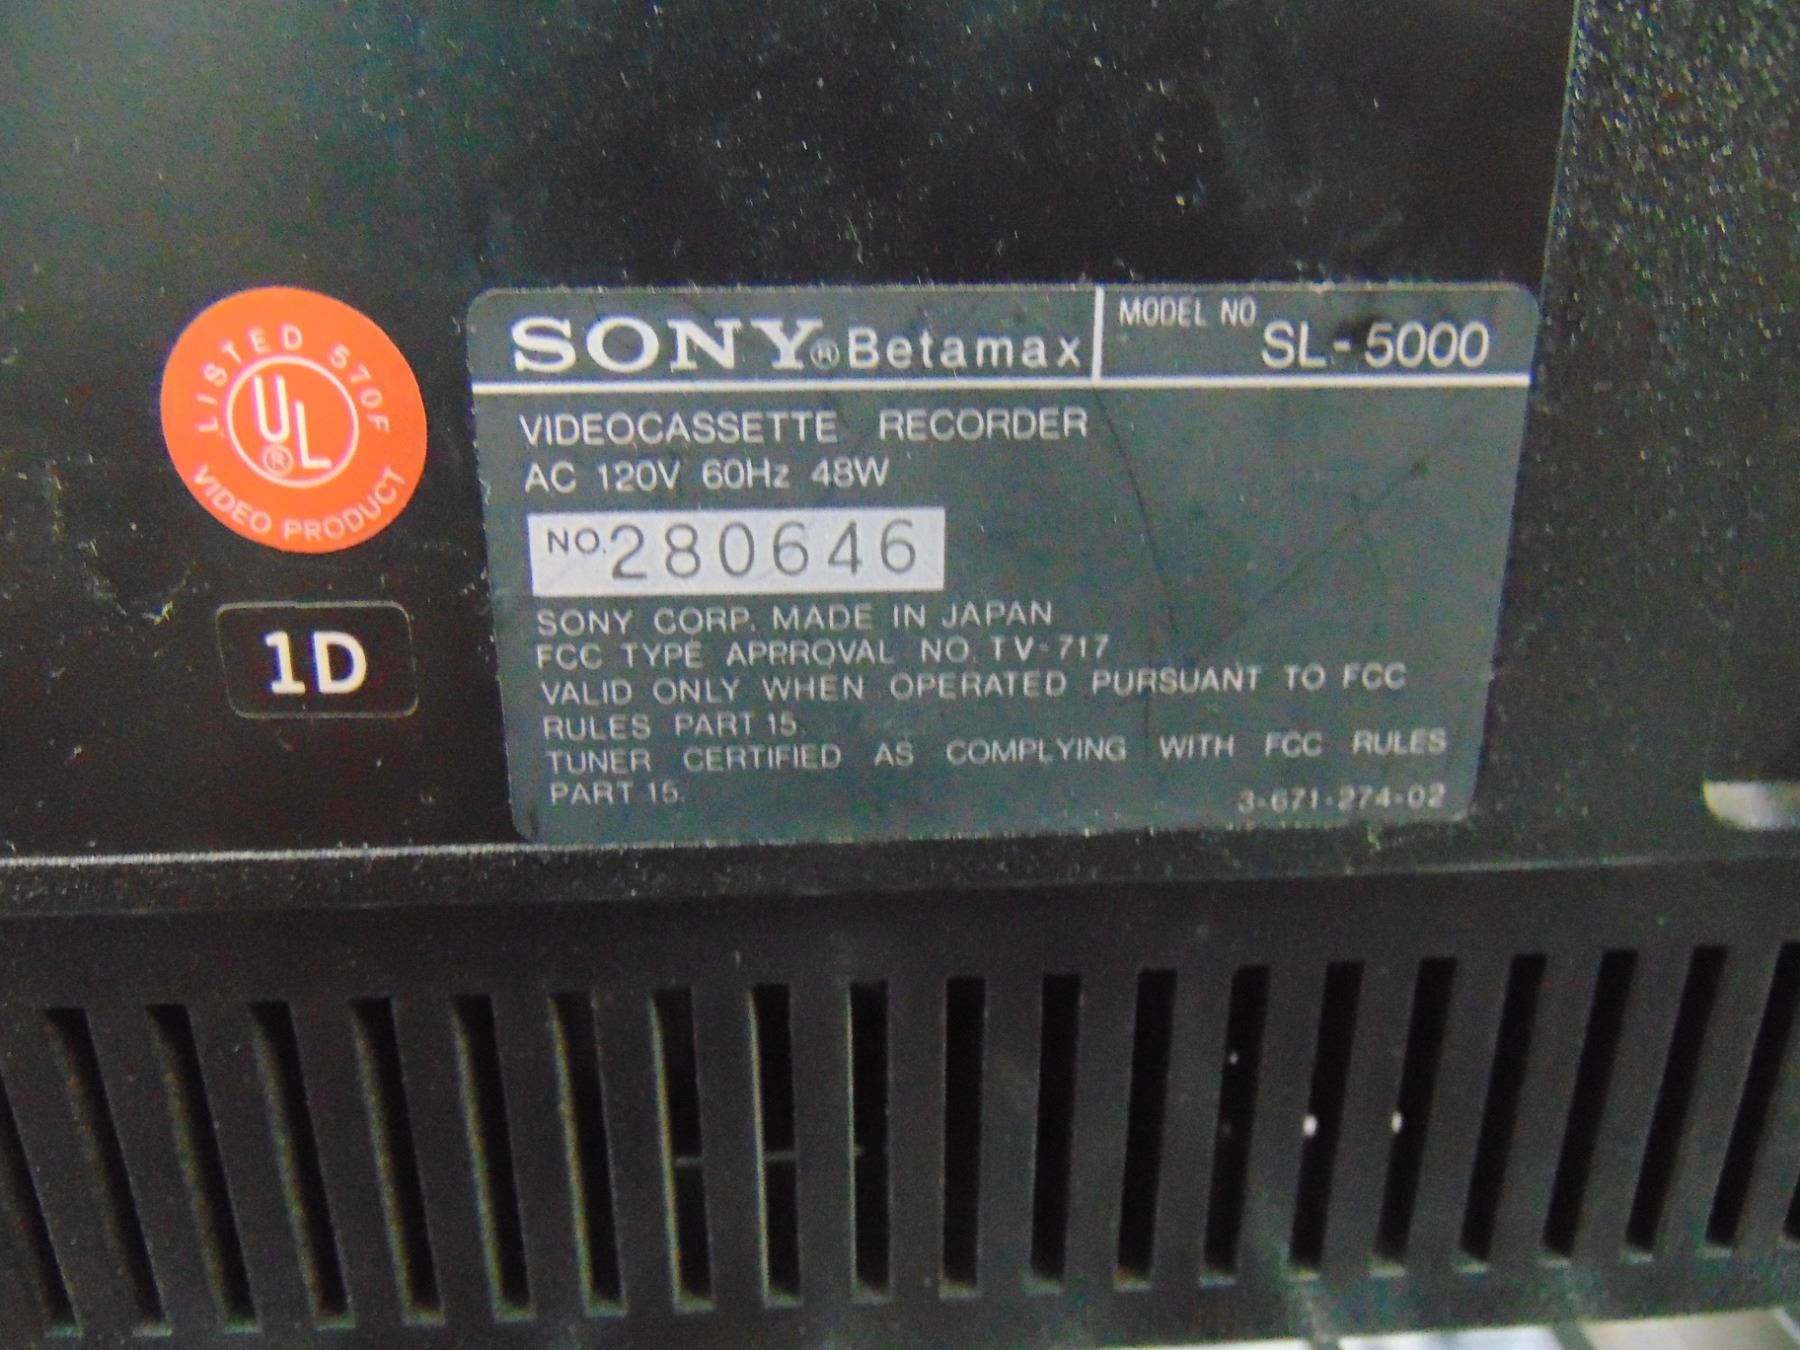 LISTED 570F
UL®
VIDEO PRODUCT
1D
SONY® Betamax
MODEL NO
SL-5000
VIDEOCASSETTE RECORDER
AC 120V 60Hz 48W
NO. 280646
SONY CORP. MADE IN JAPAN
FCC TYPE APPROVAL NO. TV-717
VALID ONLY WHEN OPERATED PURSUANT TO FCC
RULES PART 15.
TUNER CERTIFIED AS COMPLYING WITH FCC RULES
PART 15.
3-671-274-02